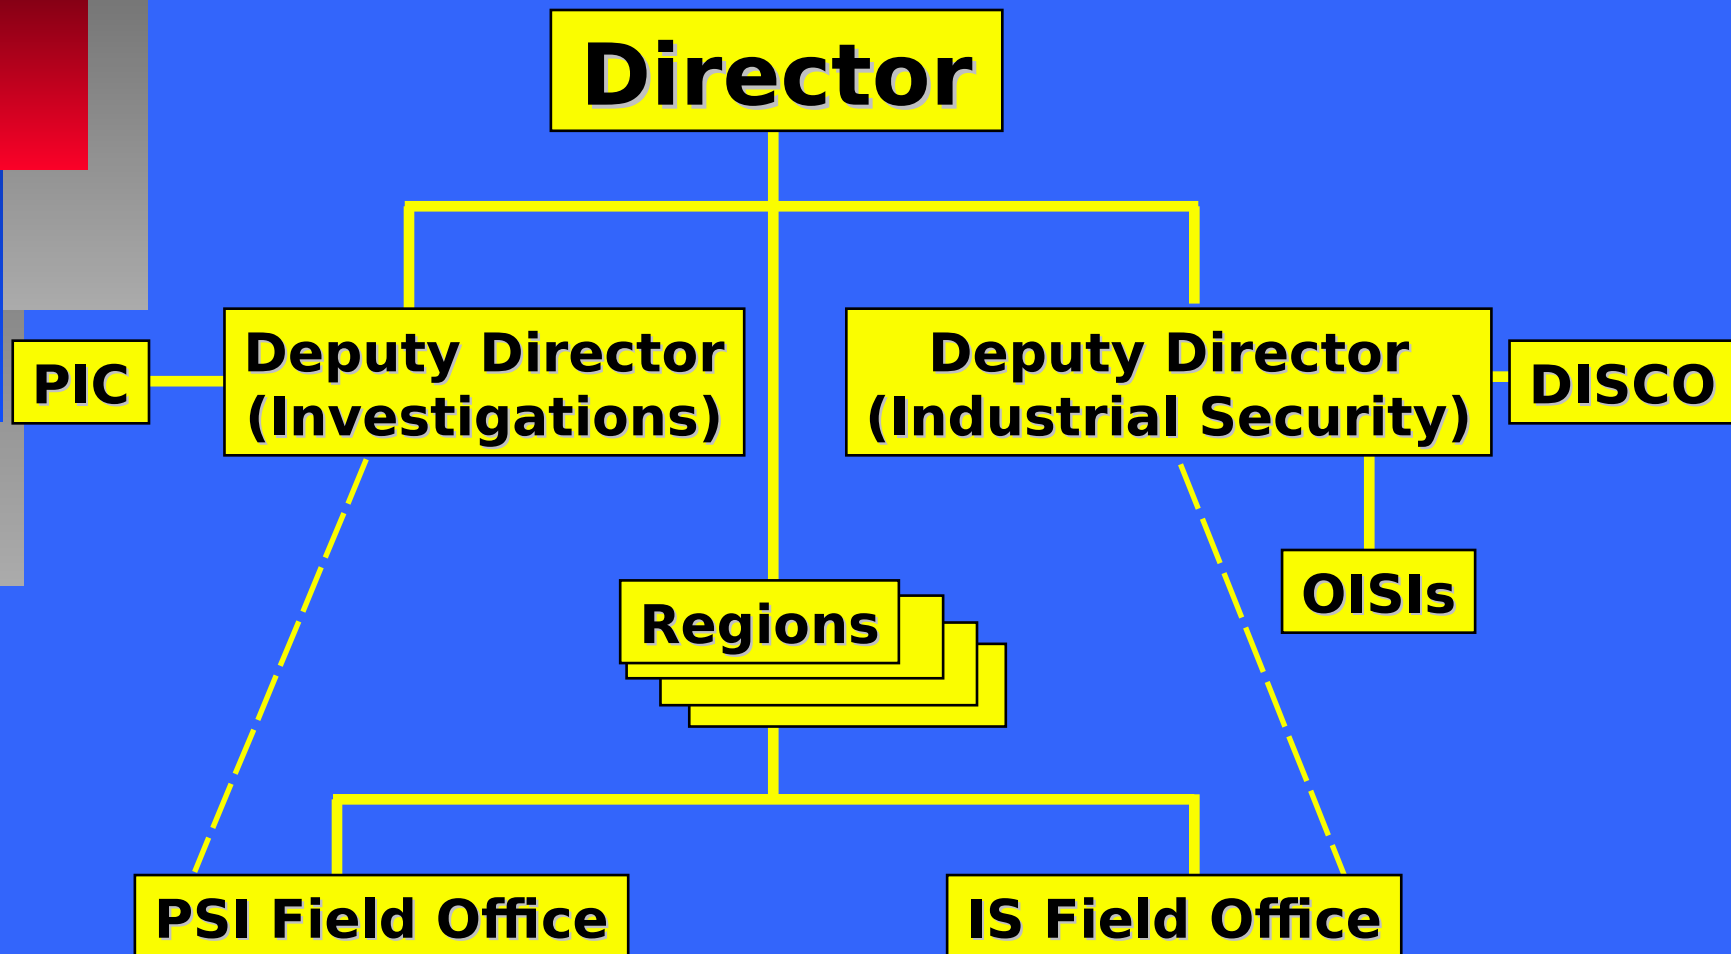 Director
Deputy Director
(Investigations)
Deputy Director
(Industrial Security)
PIC
DISCO
OISIs
Regions
PSI Field Office
IS Field Office